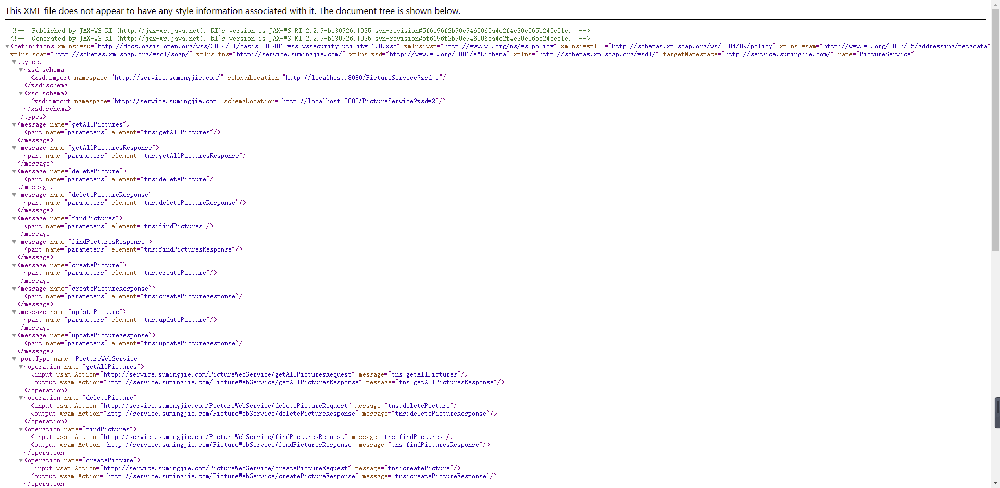 This XML file does not appear to have any style information associated with it. The document tree is shown below.
<!-- Published by JAX-WS RI (http://jax-ws.java.net). RI's version is JAX-WS RI 2.2.9-b130926.1035 svn-revision#5f6196f2b90e9460065a4c2f4e30e065b245e51e. -->
<!-- Generated by JAX-WS RI (http://jax-ws.java.net). RI's version is JAX-WS RI 2.2.9-b130926.1035 svn-revision#5f6196f2b90e9460065a4c2f4e30e065b245e51e. -->
▼<definitions xmlns:wsu="http://docs.oasis-open.org/wss/2004/01/oasis-200401-wss-wssecurity-utility-1.0.xsd" xmlns:wsp="http://www.w3.org/ns/ws-policy" xmlns:wsp1_2="http://schemas.xmlsoap.org/ws/2004/09/policy" xmlns:wsam="http://www.w3.org/2007/05/addressing/metadata"
xmlns:soap="http://schemas.xmlsoap.org/wsdl/soap/" xmlns:tns="http://service.sumingjie.com/" xmlns:xsd="http://www.w3.org/2001/XMLSchema" xmlns="http://schemas.xmlsoap.org/wsdl/" targetNamespace="http://service.sumingjie.com/" name="PictureService">
▼<types>
▼<xsd:schema>
<xsd:import namespace="http://service.sumingjie.com/" schemaLocation="http://localhost:8080/PictureService?xsd=1"/>
</xsd:schema>
▼<xsd:schema>
<xsd:import namespace="http://service.sumingjie.com" schemaLocation="http://localhost:8080/PictureService?xsd=2"/>
</xsd:schema>
</types>
▼<message name="getAllPictures">
<part name="parameters" element="tns:getAllPictures"/>
</message>
▼<message name="getAllPicturesResponse">
<part name="parameters" element="tns:getAllPicturesResponse"/>
</message>
▼<message name="deletePicture">
<part name="parameters" element="tns:deletePicture"/>
</message>
▼<message name="deletePictureResponse">
<part name="parameters" element="tns:deletePictureResponse"/>
</message>
▼<message name="findPictures">
<part name="parameters" element="tns:findPictures"/>
</message>
▼<message name="findPicturesResponse">
<part name="parameters" element="tns:findPicturesResponse"/>
</message>
▼<message name="createPicture">
<part name="parameters" element="tns:createPicture"/>
</message>
▼<message name="createPictureResponse">
<part name="parameters" element="tns:createPictureResponse"/>
</message>
▼<message name="updatePicture">
<part name="parameters" element="tns:updatePicture"/>
</message>
▼<message name="updatePictureResponse">
<part name="parameters" element="tns:updatePictureResponse"/>
</message>
▼<portType name="PictureWebService">
▼<operation name="getAllPictures">
<input wsam:Action="http://service.sumingjie.com/PictureWebService/getAllPicturesRequest" message="tns:getAllPictures"/>
<output wsam:Action="http://service.sumingjie.com/PictureWebService/getAllPicturesResponse" message="tns:getAllPicturesResponse"/>
</operation>
▼<operation name="deletePicture">
<input wsam:Action="http://service.sumingjie.com/PictureWebService/deletePictureRequest" message="tns:deletePicture"/>
<output wsam:Action="http://service.sumingjie.com/PictureWebService/deletePictureResponse" message="tns:deletePictureResponse"/>
</operation>
▼<operation name="findPictures">
<input wsam:Action="http://service.sumingjie.com/PictureWebService/findPicturesRequest" message="tns:findPictures"/>
<output wsam:Action="http://service.sumingjie.com/PictureWebService/findPicturesResponse" message="tns:findPicturesResponse"/>
</operation>
▼<operation name="createPicture">
<input wsam:Action="http://service.sumingjie.com/PictureWebService/createPictureRequest" message="tns:createPicture"/>
<output wsam:Action="http://service.sumingjie.com/PictureWebService/createPictureResponse" message="tns:createPictureResponse"/>
</operation>